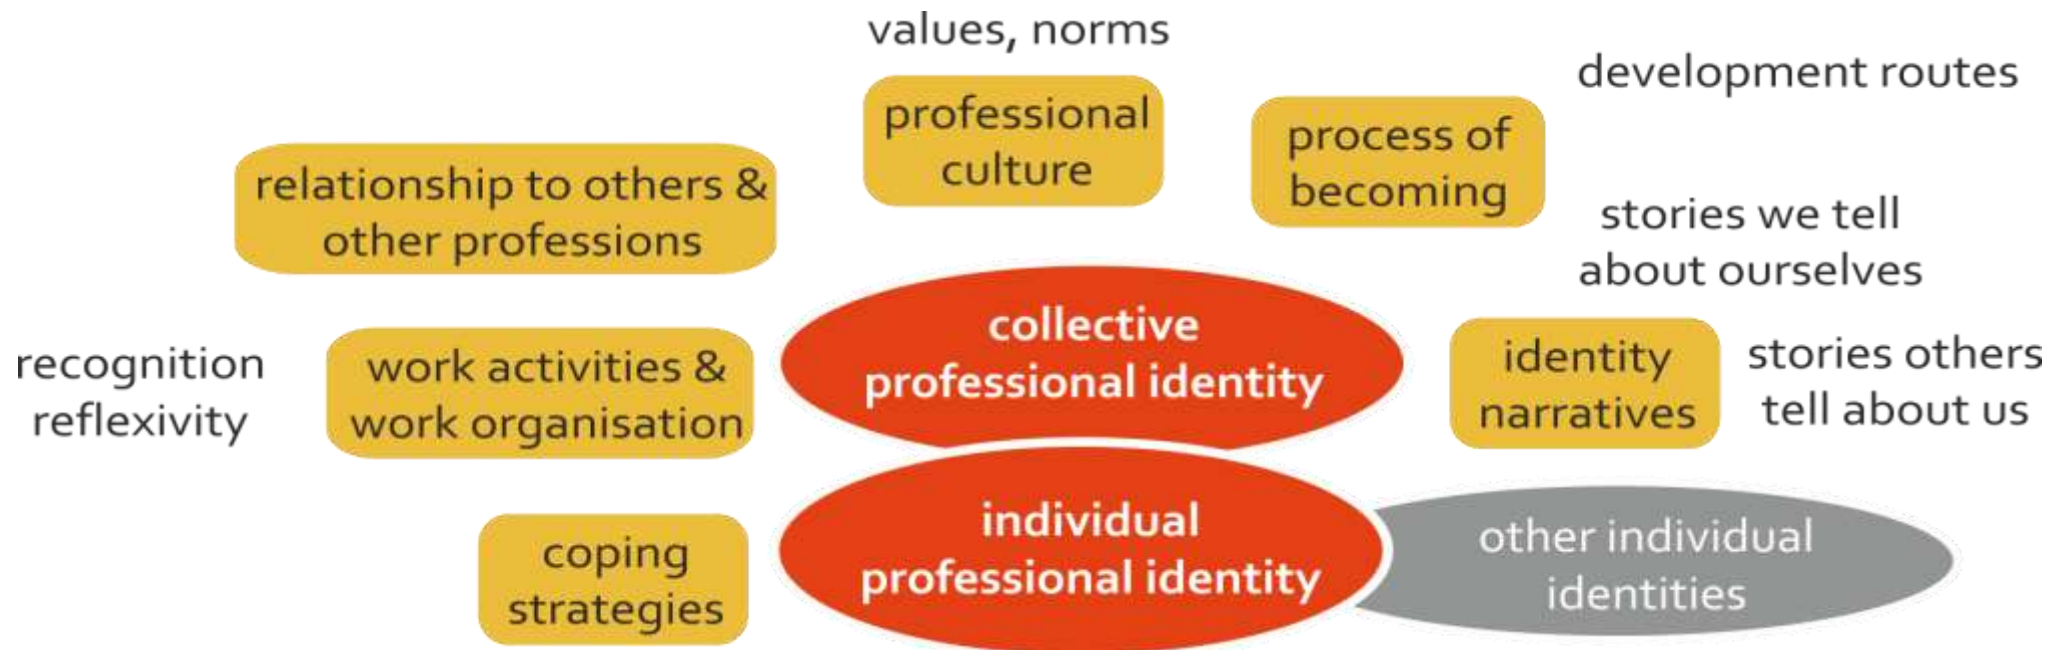 values, norms
professional
culture
development routes
process of
becoming
relationship to others &
other professions
stories we tell
about ourselves
collective
professional identity
recognition
reflexivity
work activities &
work organisation
identity
narratives
stories others
tell about us
individual
professional identity
other individual
identities
coping
strategies